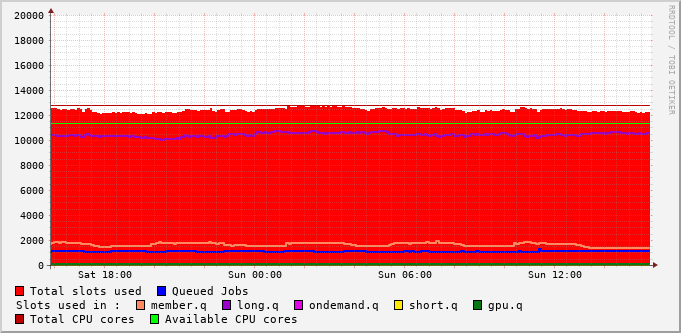 RRDTOOL / TOBI OETIKER
20000
18000
16000
14000
12000
10000
8000
6000
4000
2000
0
Sat 18:00 Sun 00:00 Sun 06:00 Sun 12:00
Total slots used Queued Jobs
Slots used in : member.q long.q ondemand.q short.q gpu.q
Total CPU cores Available CPU cores